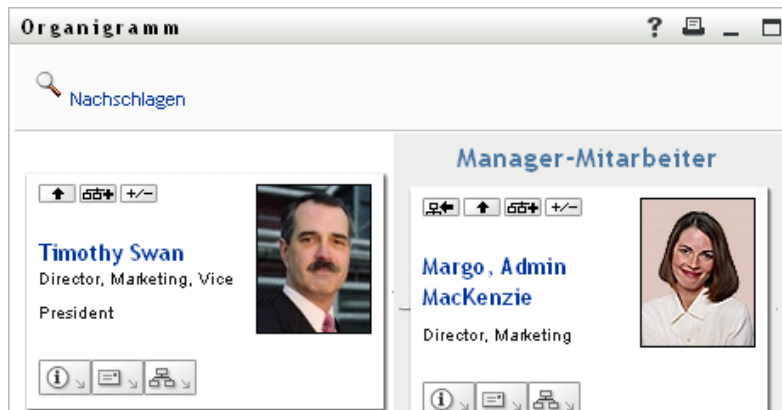 Organigramm
Nachschlagen
Manager-Mitarbeiter
+/−
Timothy Swan
Director, Marketing, Vice
President
+/−
Margo, Admin
MacKenzie
Director, Marketing